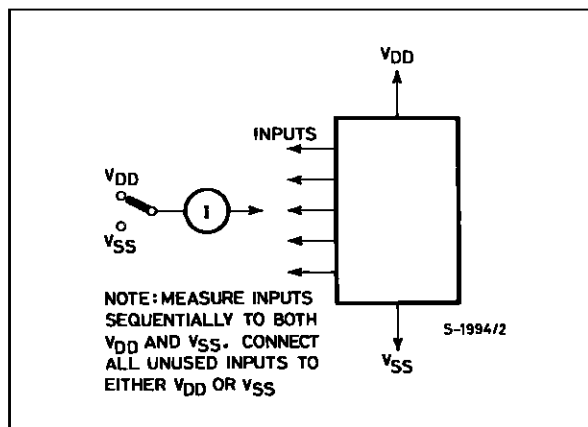 VDD
INPUTS
VDD
I
VSS
NOTE: MEASURE INPUTS
SEQUENTIALLY TO BOTH
VDD AND VSS. CONNECT
ALL UNUSED INPUTS TO
EITHER VDD OR VSS
S-1994/2
VSS